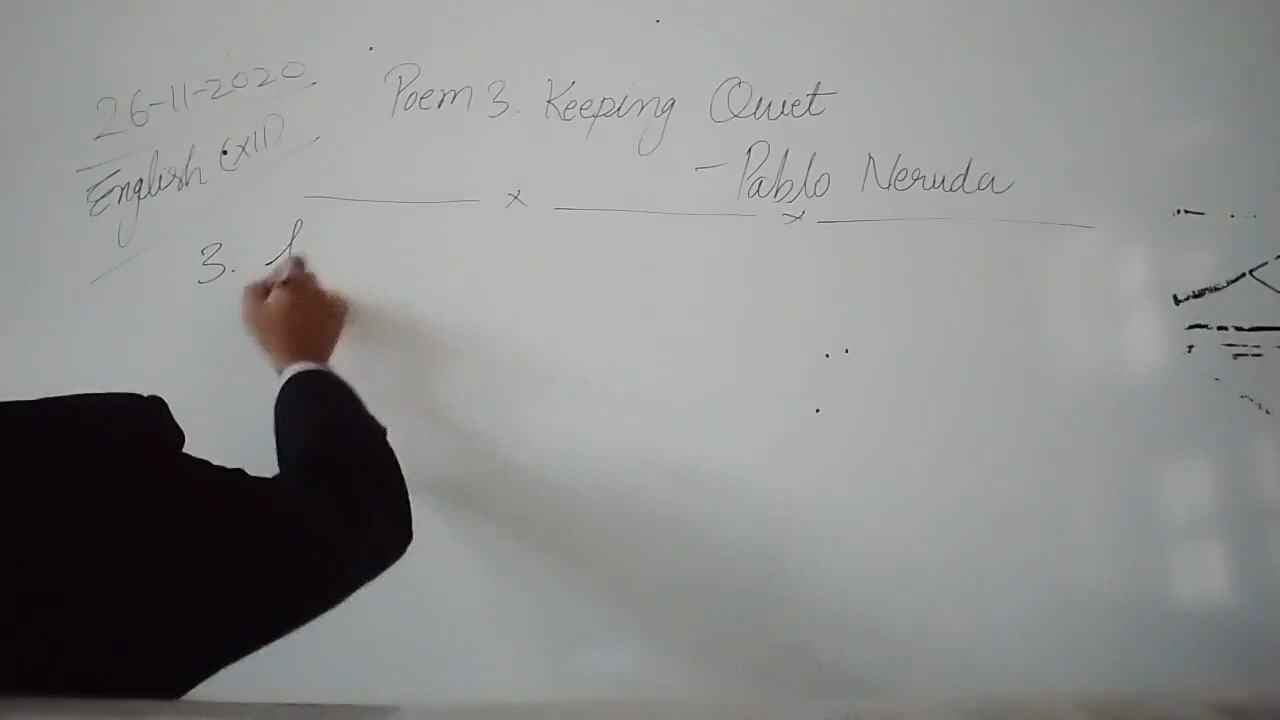 26-11-2020
English (XII)
Poem 3. Keeping Quiet
- Pablo Neruda
x x
3.